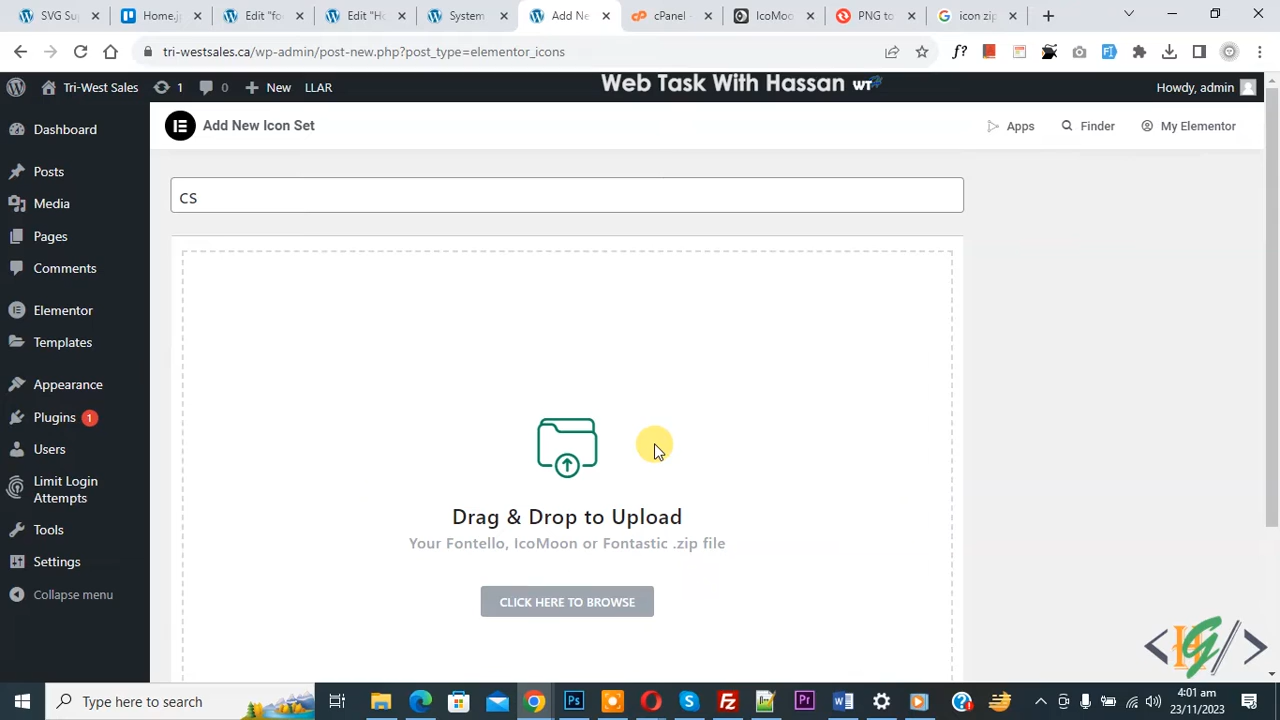 SVG Su
Home.j
Edit "fo
Edit "Ho
System
Add Ne
cPanel -
IcoMoo
PNG to
icon zip
tri-westsales.ca/wp-admin/post-new.php?post_type=elementor_icons
f?
Tri-West Sales
1
0
New
LLAR
Web Task With Hassan WT
Howdy, admin
Add New Icon Set
Apps
Finder
My Elementor
Dashboard
Posts
Media
Pages
Comments
Elementor
Templates
Appearance
Plugins 1
Users
Limit Login
Attempts
Tools
Settings
Collapse menu
CS
Drag & Drop to Upload
Your Fontello, IcoMoon or Fontastic .zip file
CLICK HERE TO BROWSE
Type here to search
4:01 am
23/11/2023